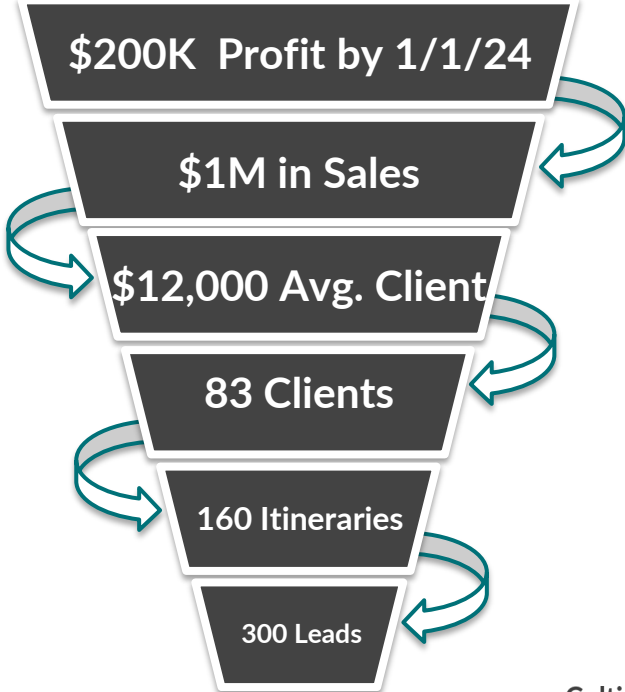 $200K Profit by 1/1/24
$1M in Sales
$12,000 Avg. Client
83 Clients
160 Itineraries
300 Leads